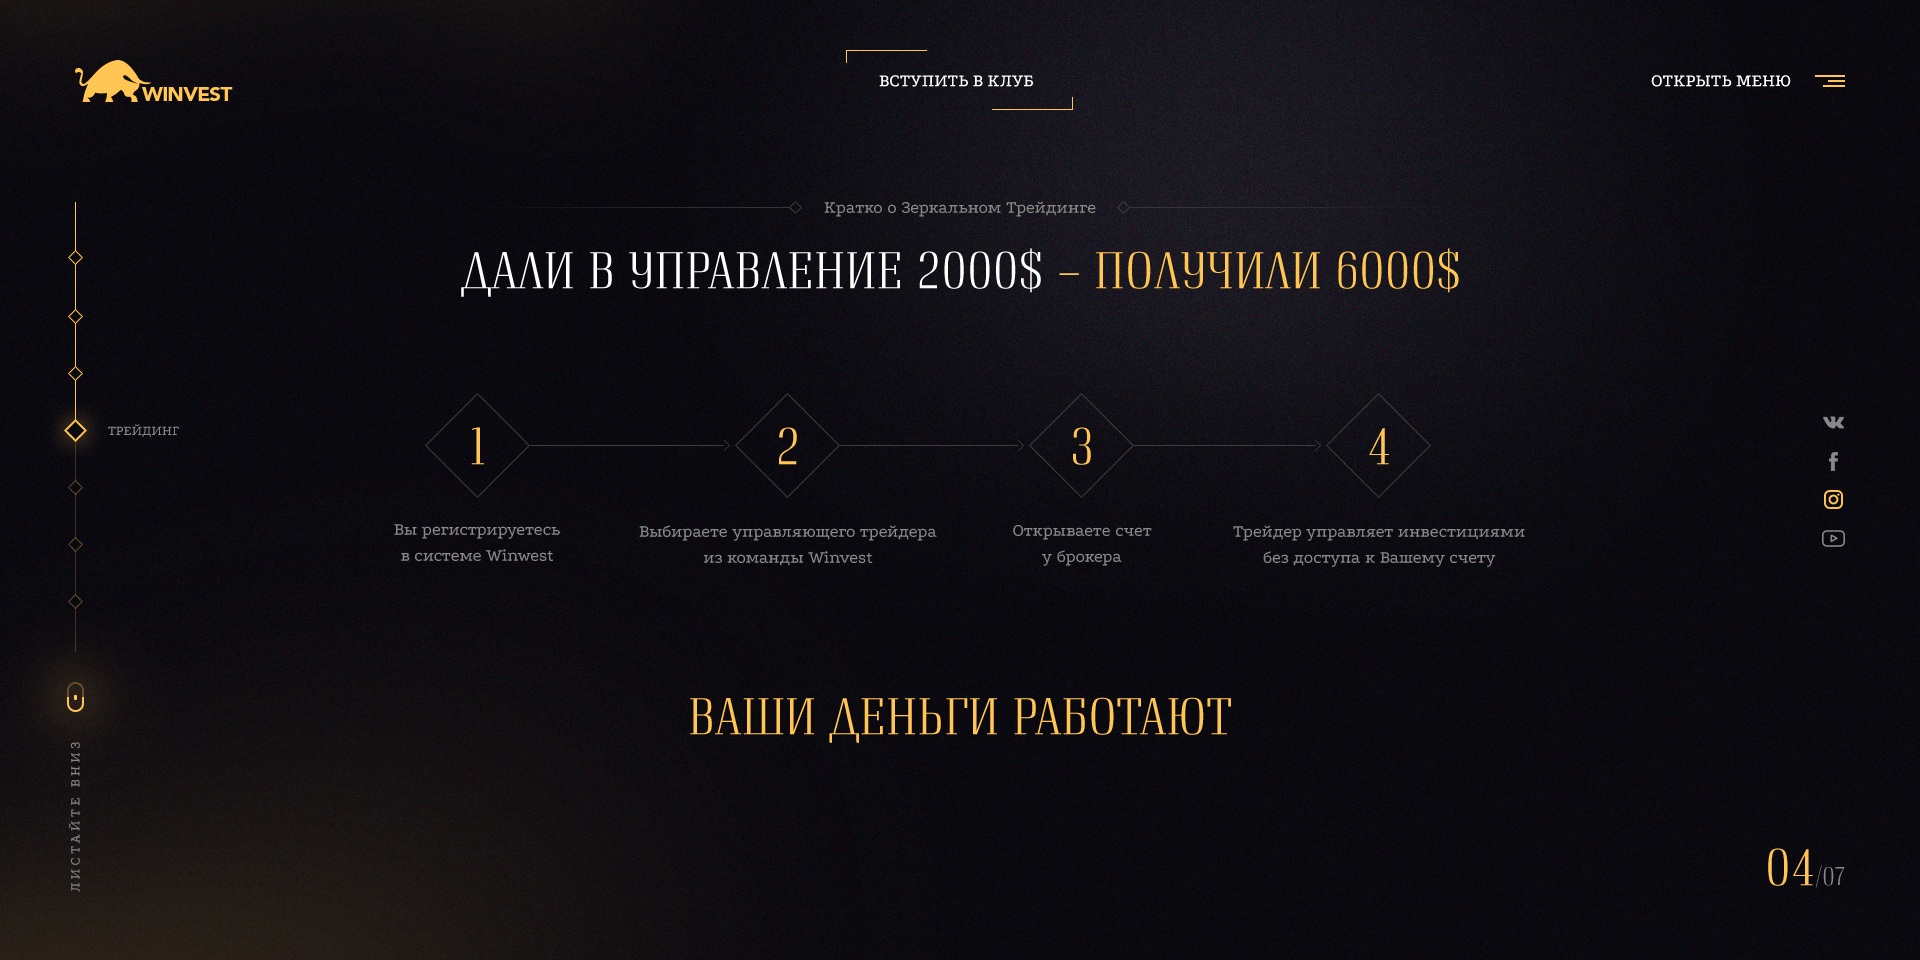 WINVEST
ВСТУПИТЬ В КЛУБ
ОТКРЫТЬ МЕНЮ
Кратко о Зеркальном Трейдинге
ДАЛИ В УПРАВЛЕНИЕ 2000$ – ПОЛУЧИЛИ 6000$
ТРЕЙДИНГ
1
2
3
4
Вы регистрируетесь
в системе Winwest
Выбираете управляющего трейдера
из команды Winvest
Открываете счет
у брокера
Трейдер управляет инвестициями
без доступа к Вашему счету
ВАШИ ДЕНЬГИ РАБОТАЮТ
ЛИСТАЙТЕ ВНИЗ
04/07